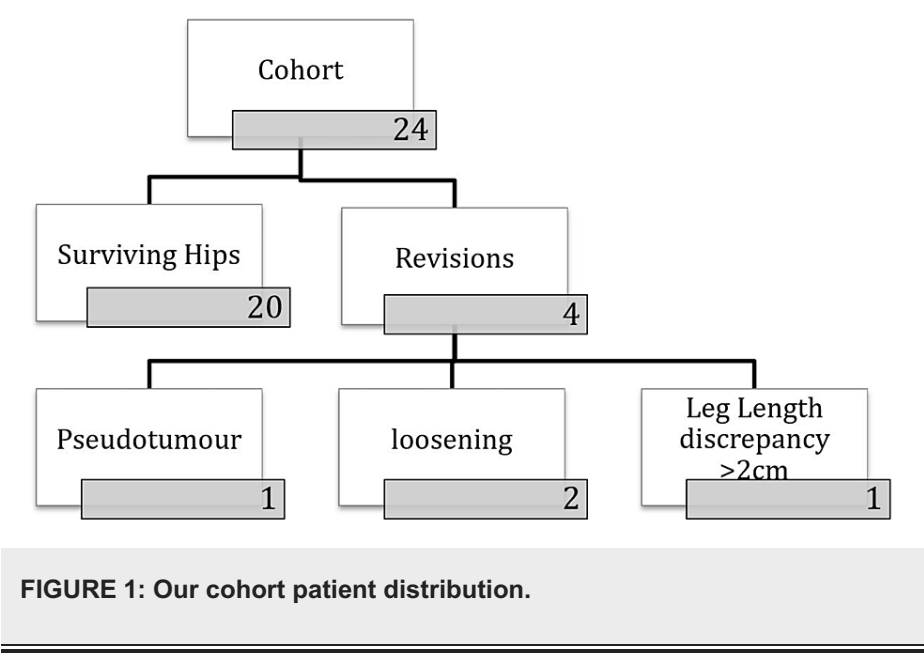 Cohort
24
Surviving Hips
20
Revisions
4
Pseudotumour
1
loosening
2
Leg Length
discrepancy
>2cm
1
FIGURE 1: Our cohort patient distribution.